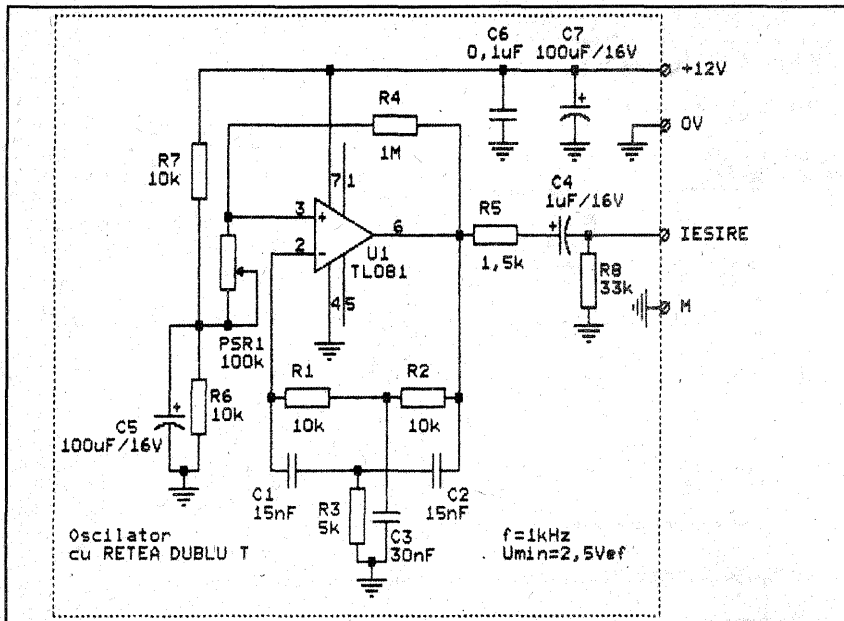 C6
0,1uF
C7
100uF/16V
+12V
R4
1M
0V
R7
10k
7 1
3
+
2
-
6
U1
TL081
4 5
R5
1,5k
C4
1uF/16V
+
IESIRE
R8
33k
M
PSR1
100k
R1
10k
R2
10k
R6
10k
+
C5
100uF/16V
C1
15nF
C2
15nF
R3
5k
C3
30nF
+
Oscilator
cu RETEA DUBLU T
f=1kHz
Umin=2,5Vef